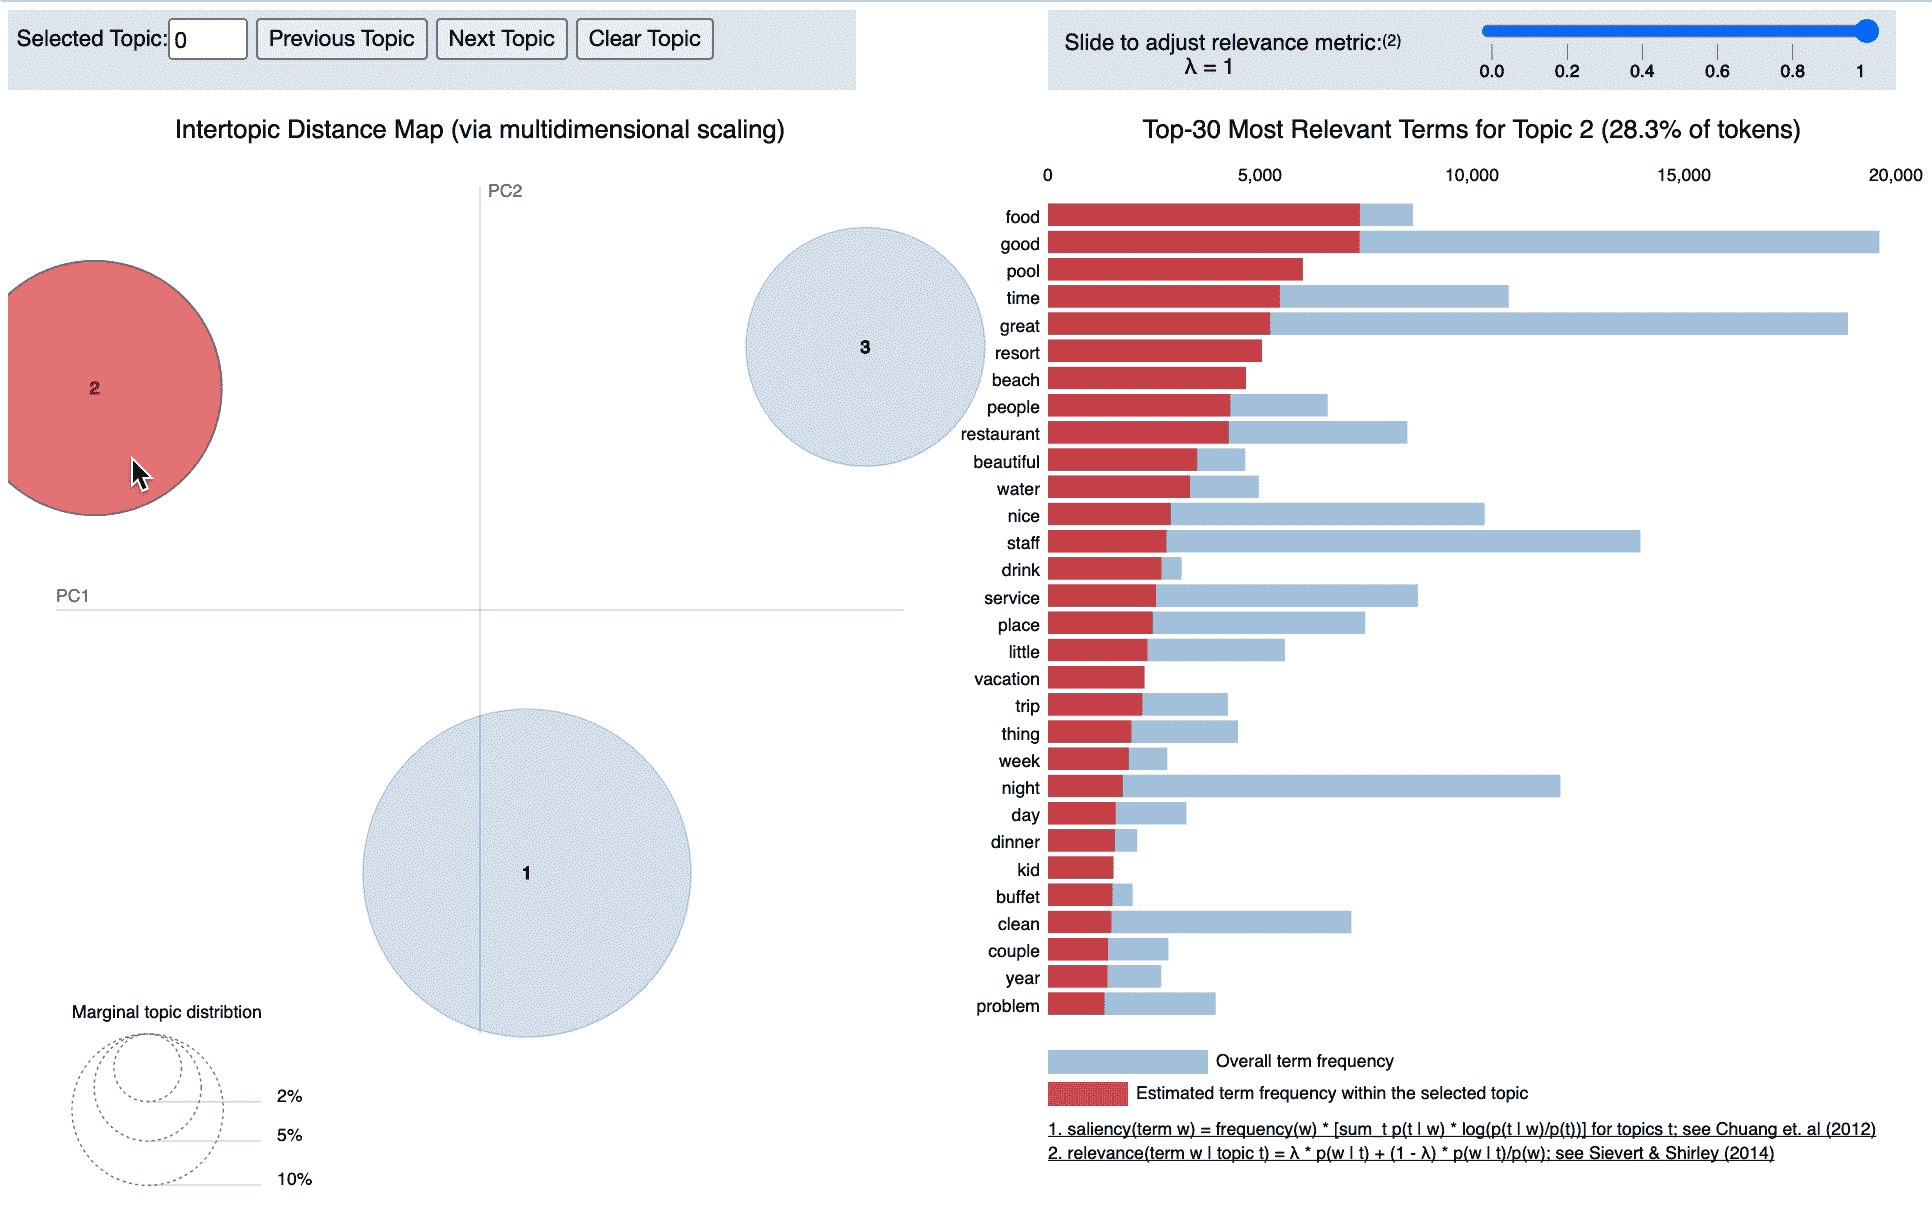 Selected Topic: 0 Previous Topic Next Topic Clear Topic
Slide to adjust relevance metric:(2)
λ = 1
0.0 0.2 0.4 0.6 0.8 1
Intertopic Distance Map (via multidimensional scaling)
PC2
PC1
2
3
1
Marginal topic distribtion
2%
5%
10%
Top-30 Most Relevant Terms for Topic 2 (28.3% of tokens)
0 5,000 10,000 15,000 20,000
food
good
pool
time
great
resort
beach
people
restaurant
beautiful
water
nice
staff
drink
service
place
little
vacation
trip
thing
week
night
day
dinner
kid
buffet
clean
couple
year
problem
Overall term frequency
Estimated term frequency within the selected topic
1. saliency(term w) = frequency(w) * [sum_t p(t | w) * log(p(t | w)/p(t))] for topics t; see Chuang et. al (2012)
2. relevance(term w | topic t) = λ * p(w | t) + (1 - λ) * p(w | t)/p(w); see Sievert & Shirley (2014)